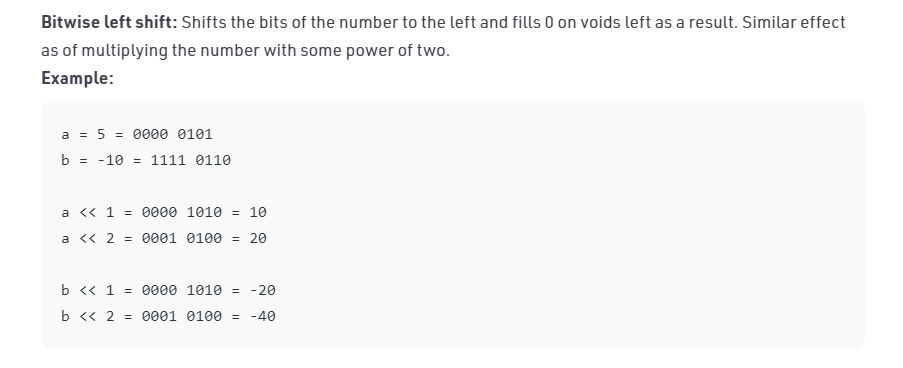 Bitwise left shift: Shifts the bits of the number to the left and fills 0 on voids left as a result. Similar effect
as of multiplying the number with some power of two.
Example:
a = 5 = 0000 0101
b = -10 = 1111 0110
a << 1 = 0000 1010 = 10
a << 2 = 0001 0100 = 20
b << 1 = 0000 1010 = -20
b << 2 = 0001 0100 = -40